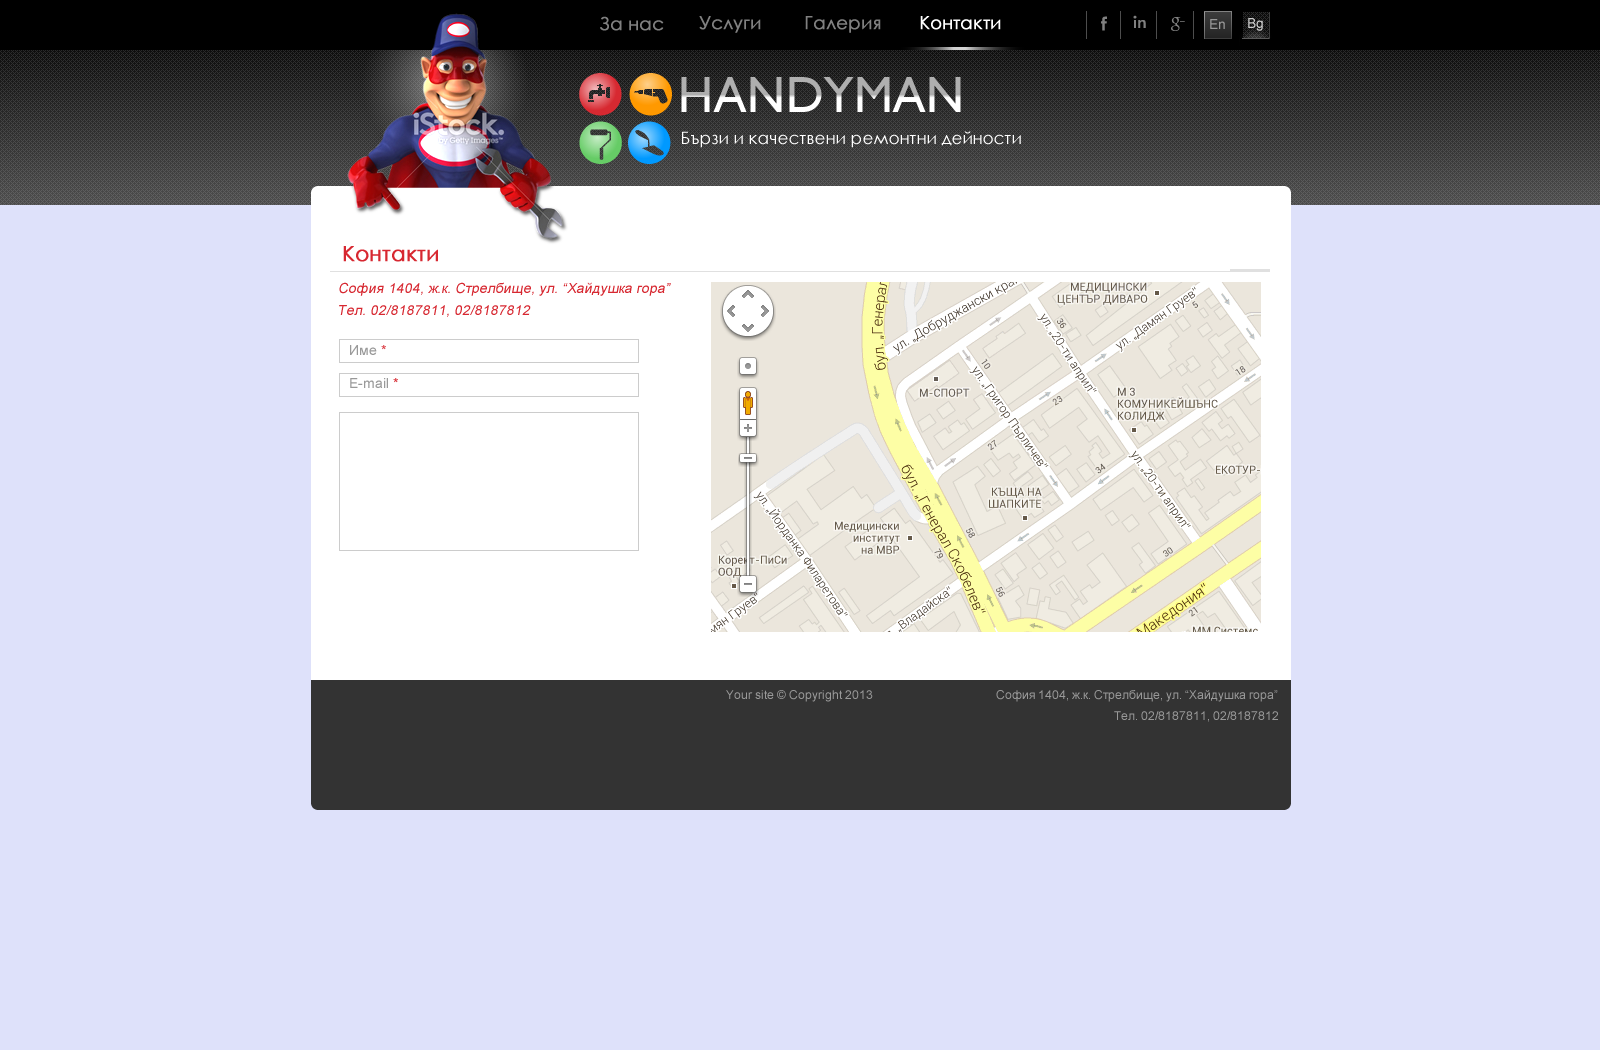 За нас
Услуги
Галерия
Контакти
f
in
g
En
Bg
HANDYMAN
Бързи и качествени ремонтни дейности
iStock.
by Getty Images™
Контакти
София 1404, ж.к. Стрелбище, ул. “Хайдушка гора”
Тел. 02/8187811, 02/8187812
Име *
E-mail *
бул. „Генерал
ул. „Добруджански кра
МЕДИЦИНСКИ
ЦЕНТЪР ДИВАРО
5
36
ул. „20-ти април“
ул. „Дамян Груев“
18
10
М-СПОРТ
ул. „Григор Пърличев“
23
М 3
КОМУНИКЕЙШЪНС
КОЛИДЖ
27
34
ул. „20-ти април“
ЕКОТУР-
бул. „Генерал Скобелев“
КЪЩА НА
ШАПКИТЕ
ул. „Йорданка Филаретова“
Медицински
институт
на МВР
58
79
30
Корект-ПиСи
ООД
56
„Владайска“
мян Груев“
Македония“
21
ММ Системс
Your site © Copyright 2013
София 1404, ж.к. Стрелбище, ул. “Хайдушка гора”
Тел. 02/8187811, 02/8187812